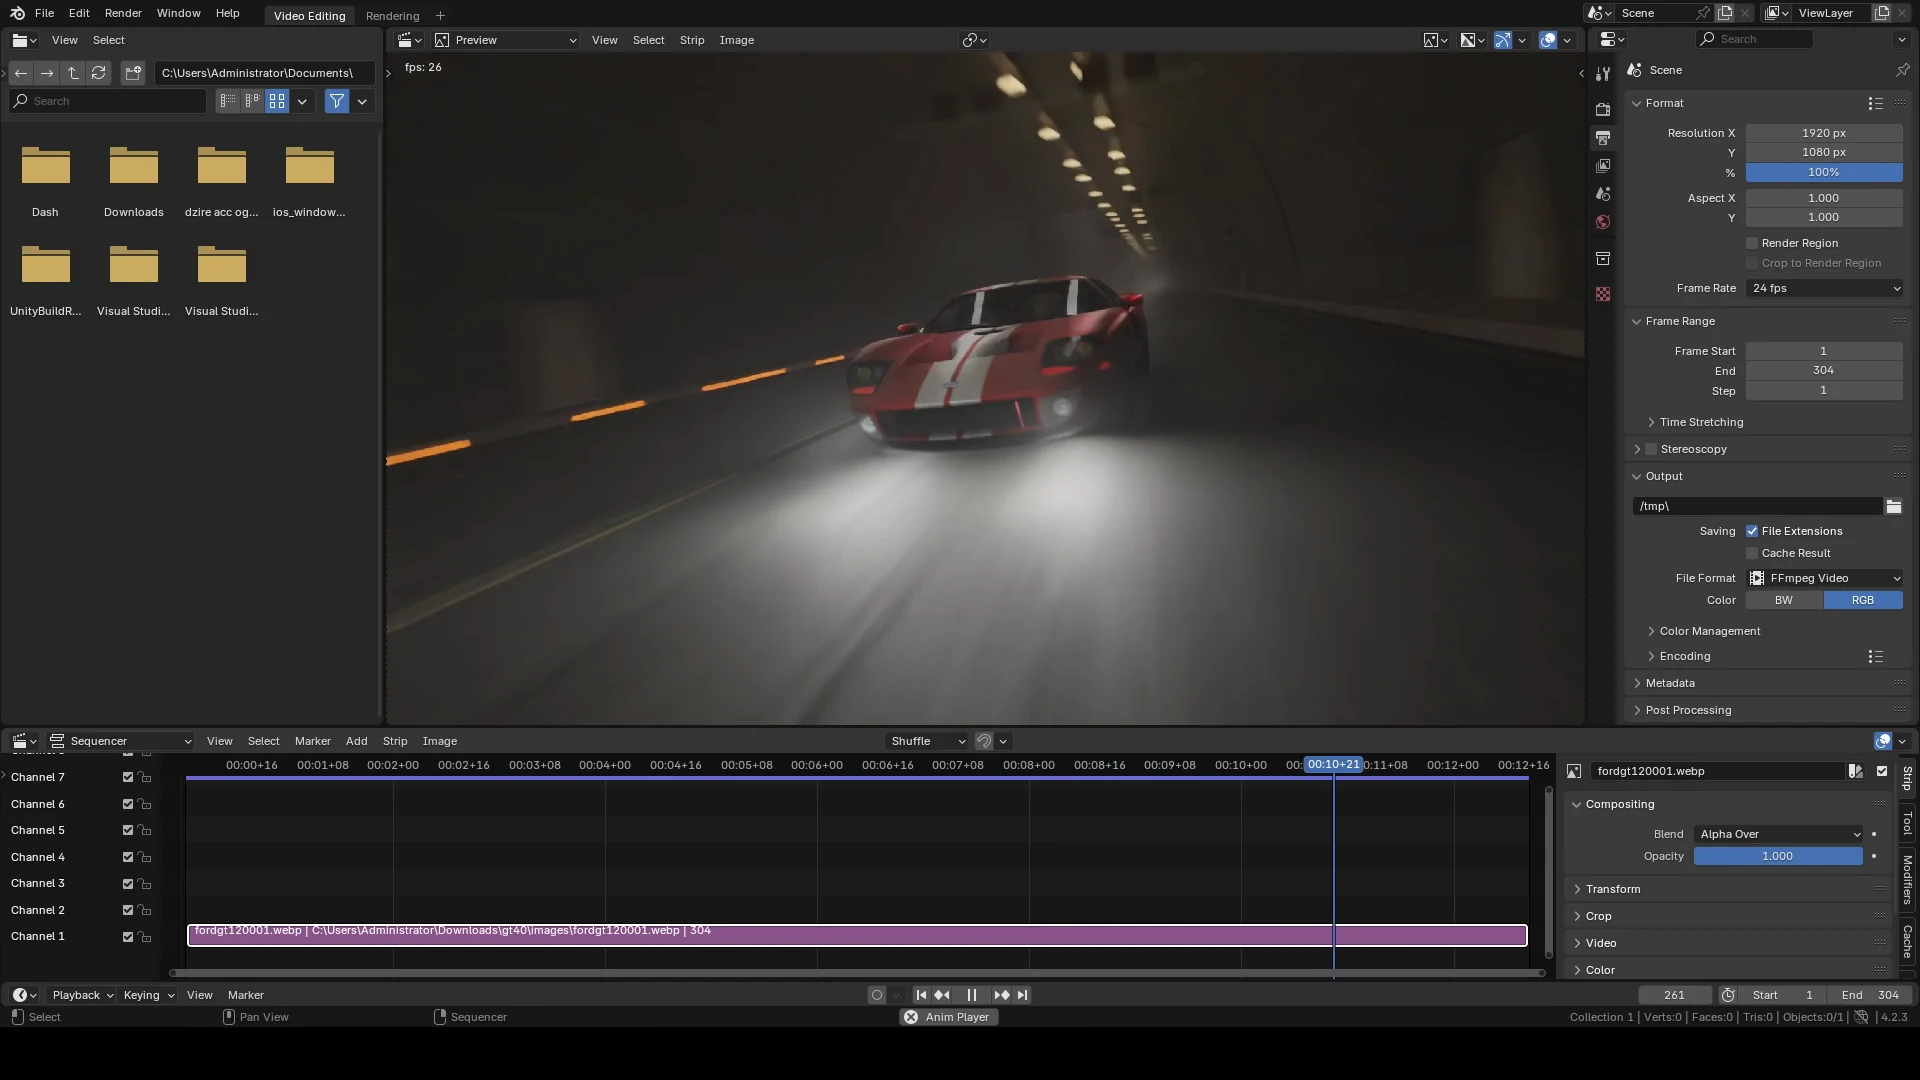 File Edit Render Window Help Video Editing Rendering + Scene ViewLayer
View Select
Preview View Select Strip Image
Search
C:\Users\Administrator\Documents\
Search
fps: 26
Dash Downloads dzire acc og... ios_window...
UnityBuildR... Visual Studi... Visual Studi...
Scene
Format
Resolution X 1920 px
Y 1080 px
% 100%
Aspect X 1.000
Y 1.000
Render Region
Crop to Render Region
Frame Rate 24 fps
Frame Range
Frame Start 1
End 304
Step 1
Time Stretching
Stereoscopy
Output
/tmp\
Saving File Extensions
Cache Result
File Format FFmpeg Video
Color BW RGB
Color Management
Encoding
Metadata
Post Processing
Sequencer View Select Marker Add Strip Image Shuffle
00:00+16 00:01+08 00:02+00 00:02+16 00:03+08 00:04+00 00:04+16 00:05+08 00:06+00 00:06+16 00:07+08 00:08+00 00:08+16 00:09+08 00:10+00 00:10+21 0:11+08 00:12+00 00:12+16
Channel 7
Channel 6
Channel 5
Channel 4
Channel 3
Channel 2
Channel 1
fordgt120001.webp | C:\Users\Administrator\Downloads\gt40\images\fordgt120001.webp | 304
fordgt120001.webp
Compositing
Blend Alpha Over
Opacity 1.000
Transform
Crop
Video
Color
Strip
Tool
Modifiers
Cache
Playback Keying View Marker 261 Start 1 End 304
Select Pan View Sequencer Anim Player Collection 1 | Verts:0 | Faces:0 | Tris:0 | Objects:0/1 | 4.2.3